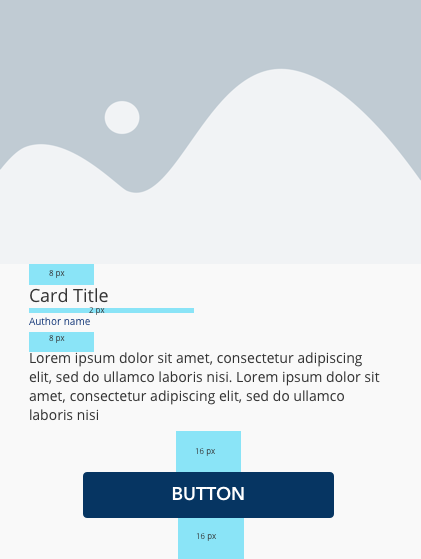 8 px
Card Title
2 px
Author name
8 px
Lorem ipsum dolor sit amet, consectetur adipiscing
elit, sed do ullamco laboris nisi. Lorem ipsum dolor sit
amet, consectetur adipiscing elit, sed do ullamco
laboris nisi
16 px
BUTTON
16 px